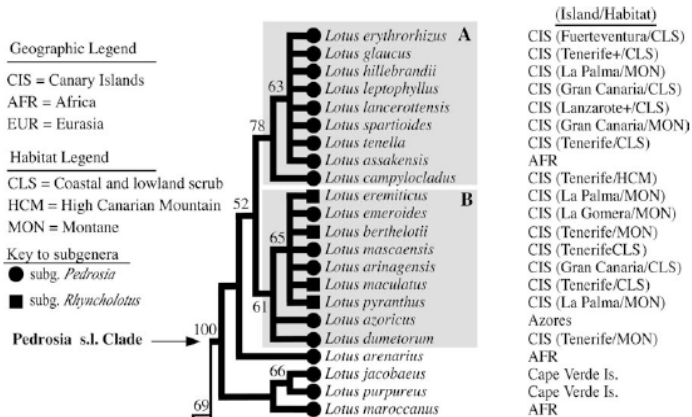 (Island/Habitat)
Geographic Legend
CIS = Canary Islands
AFR = Africa
EUR = Eurasia
Habitat Legend
CLS = Coastal and lowland scrub
HCM = High Canarian Mountain
MON = Montane
Key to subgenera
subg. Pedrosia
subg. Rhyncholotus
Pedrosia s.l. Clade
100
69
52
78
63
61
65
66
A
B
Lotus erythrorhizus CIS (Fuerteventura/CLS)
Lotus glaucus CIS (Tenerife+/CLS)
Lotus hillebrandii CIS (La Palma/MON)
Lotus leptophyllus CIS (Gran Canaria/CLS)
Lotus lancerottensis CIS (Lanzarote+/CLS)
Lotus spartioides CIS (Gran Canaria/MON)
Lotus tenella CIS (Tenerife/CLS)
Lotus assakensis AFR
Lotus campylocladus CIS (Tenerife/HCM)
Lotus eremiticus CIS (La Palma/MON)
Lotus emeroides CIS (La Gomera/MON)
Lotus berthelotii CIS (Tenerife/MON)
Lotus mascaensis CIS (TenerifeCLS)
Lotus arinagensis CIS (Gran Canaria/CLS)
Lotus maculatus CIS (Tenerife/CLS)
Lotus pyranthus CIS (La Palma/MON)
Lotus azoricus Azores
Lotus dumetorum CIS (Tenerife/MON)
Lotus arenarius AFR
Lotus jacobaeus Cape Verde Is.
Lotus purpureus Cape Verde Is.
Lotus maroccanus AFR